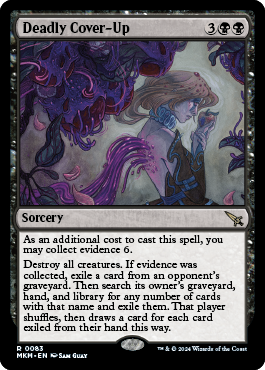 Deadly Cover-Up 3
Sorcery
As an additional cost to cast this spell, you
may collect evidence 6.
Destroy all creatures. If evidence was
collected, exile a card from an opponent's
graveyard. Then search its owner's graveyard,
hand, and library for any number of cards
with that name and exile them. That player
shuffles, then draws a card for each card
exiled from their hand this way.
R 0083
MKM • EN SAM GUAY
™ & © 2024 Wizards of the Coast